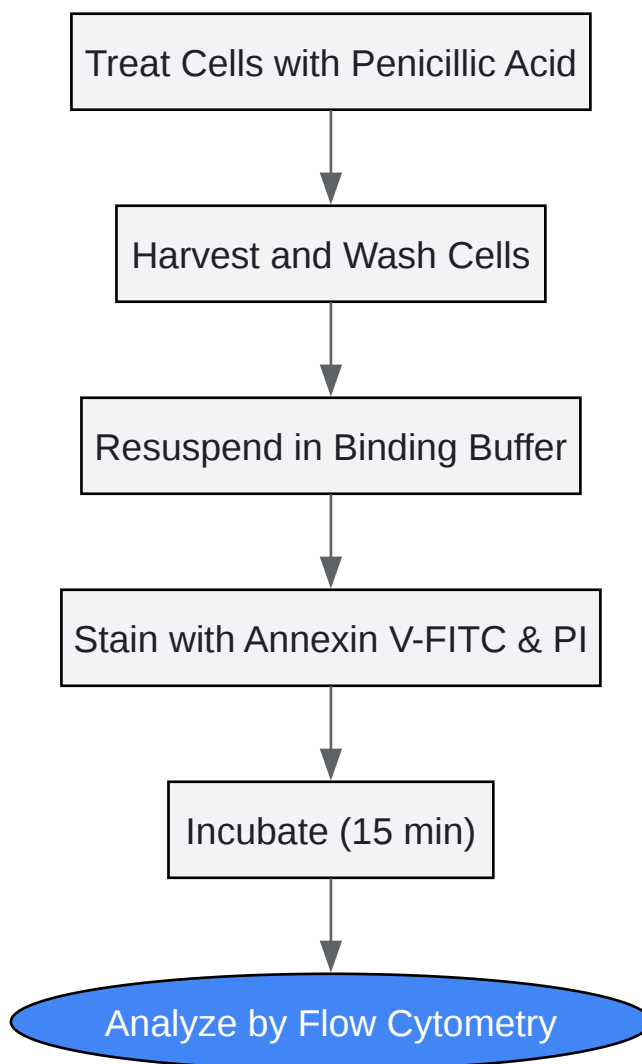 Treat Cells with Penicillic Acid
Harvest and Wash Cells
Resuspend in Binding Buffer
Stain with Annexin V-FITC & PI
Incubate (15 min)
Analyze by Flow Cytometry